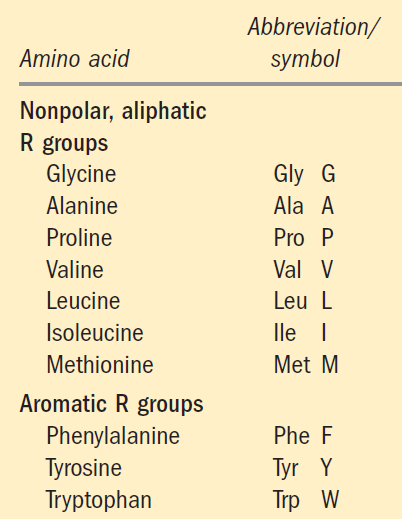 Abbreviation/
Amino acid symbol
Nonpolar, aliphatic
R groups
Glycine Gly G
Alanine Ala A
Proline Pro P
Valine Val V
Leucine Leu L
Isoleucine Ile I
Methionine Met M
Aromatic R groups
Phenylalanine Phe F
Tyrosine Tyr Y
Tryptophan Trp W